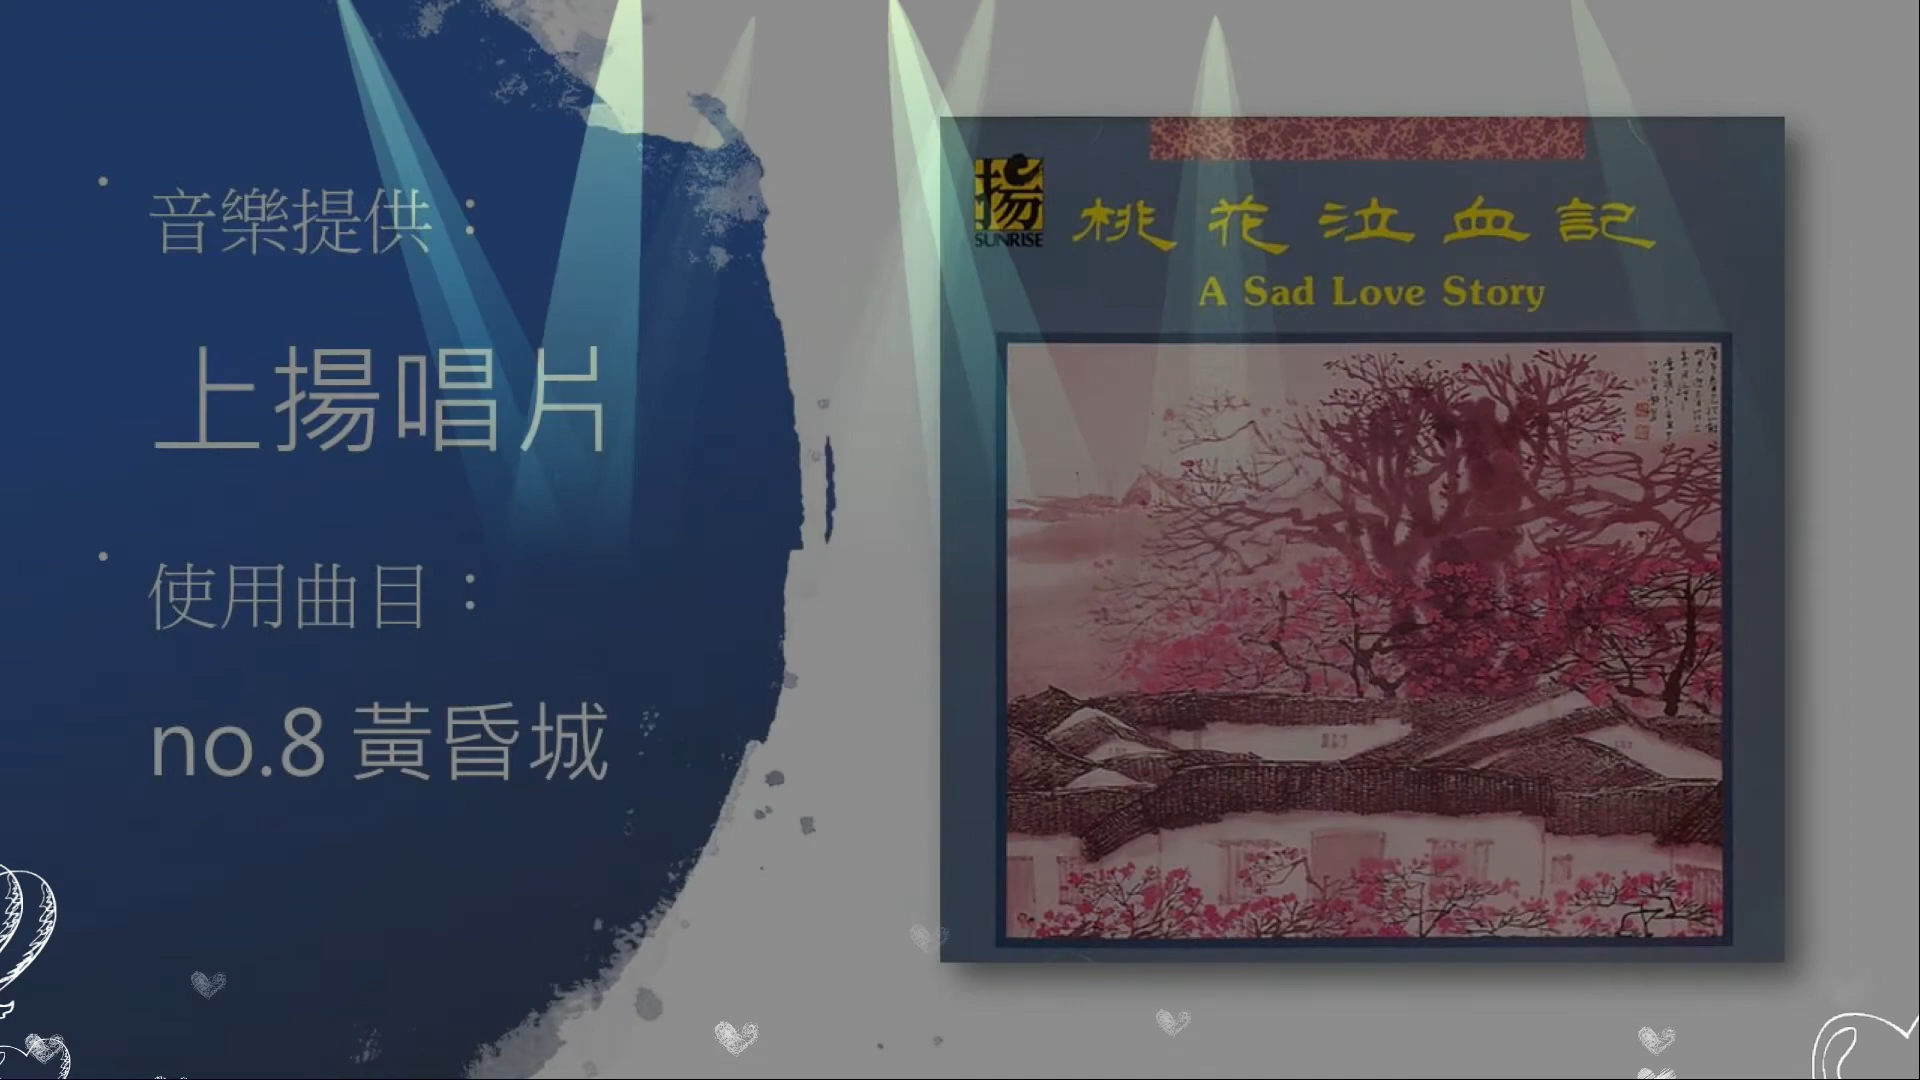 音樂提供：
上揚唱片
使用曲目：
no.8 黃昏城
揚
SUNRISE
桃花泣血記
A Sad Love Story